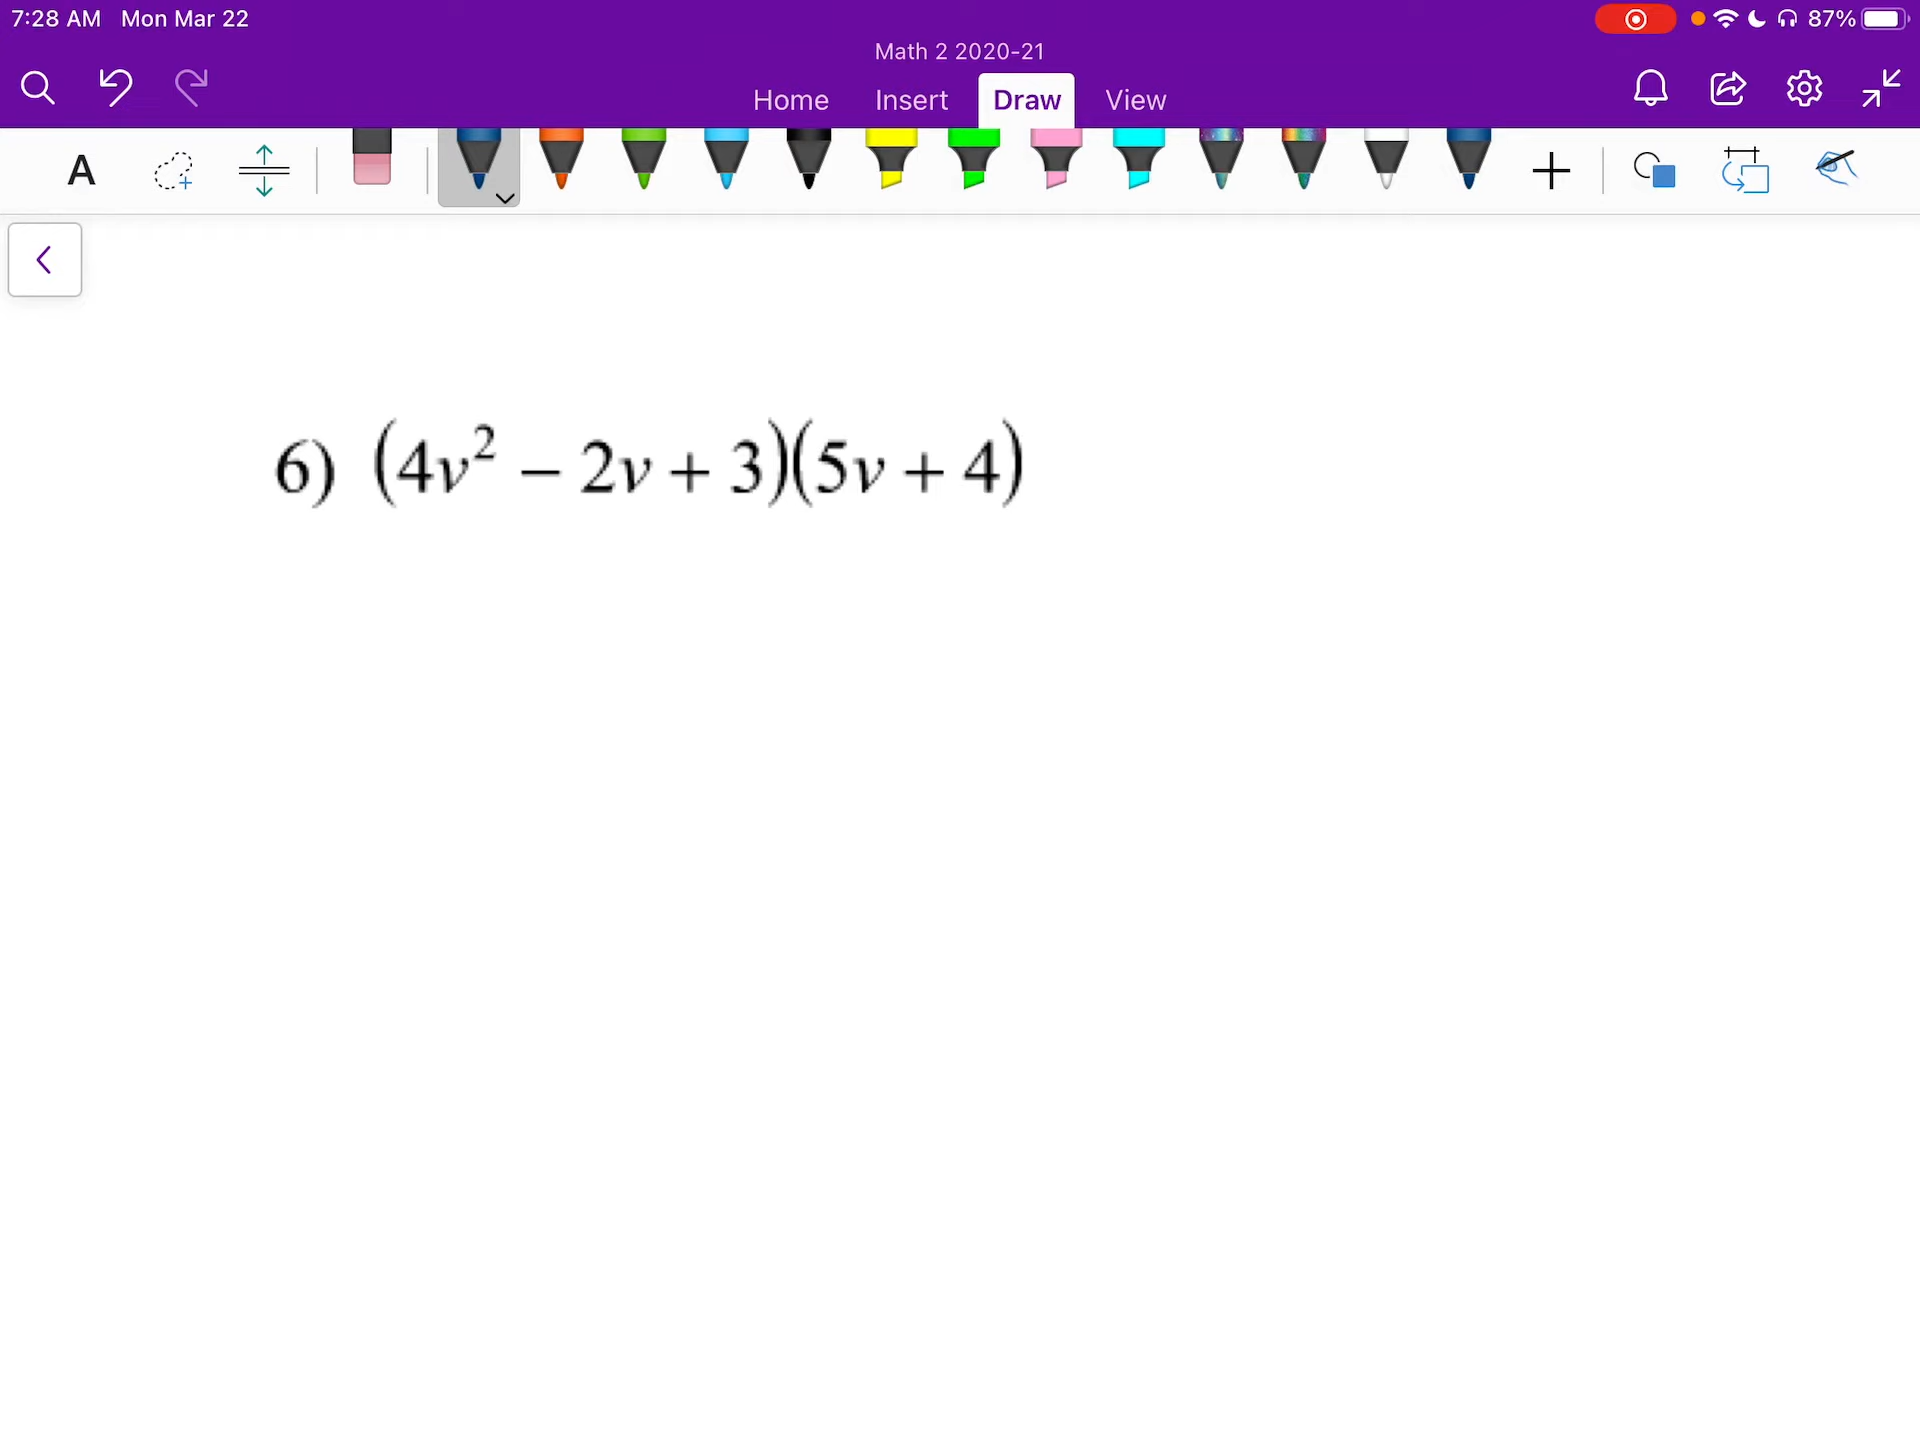 7:28 AM Mon Mar 22 87%
Math 2 2020-21
Home Insert Draw View
A
6) (4v² – 2v + 3)(5v + 4)